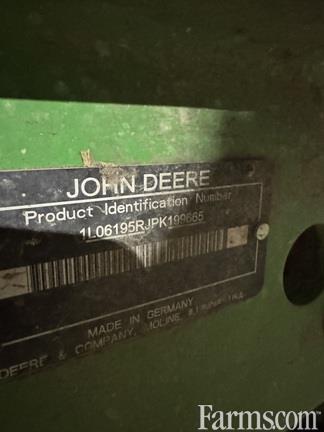 JOHN DEERE
Product Identification Number
1L06195RJPK199665
MADE IN GERMANY
DEERE & COMPANY, MOLINE, ILLINOIS USA
Farms.com